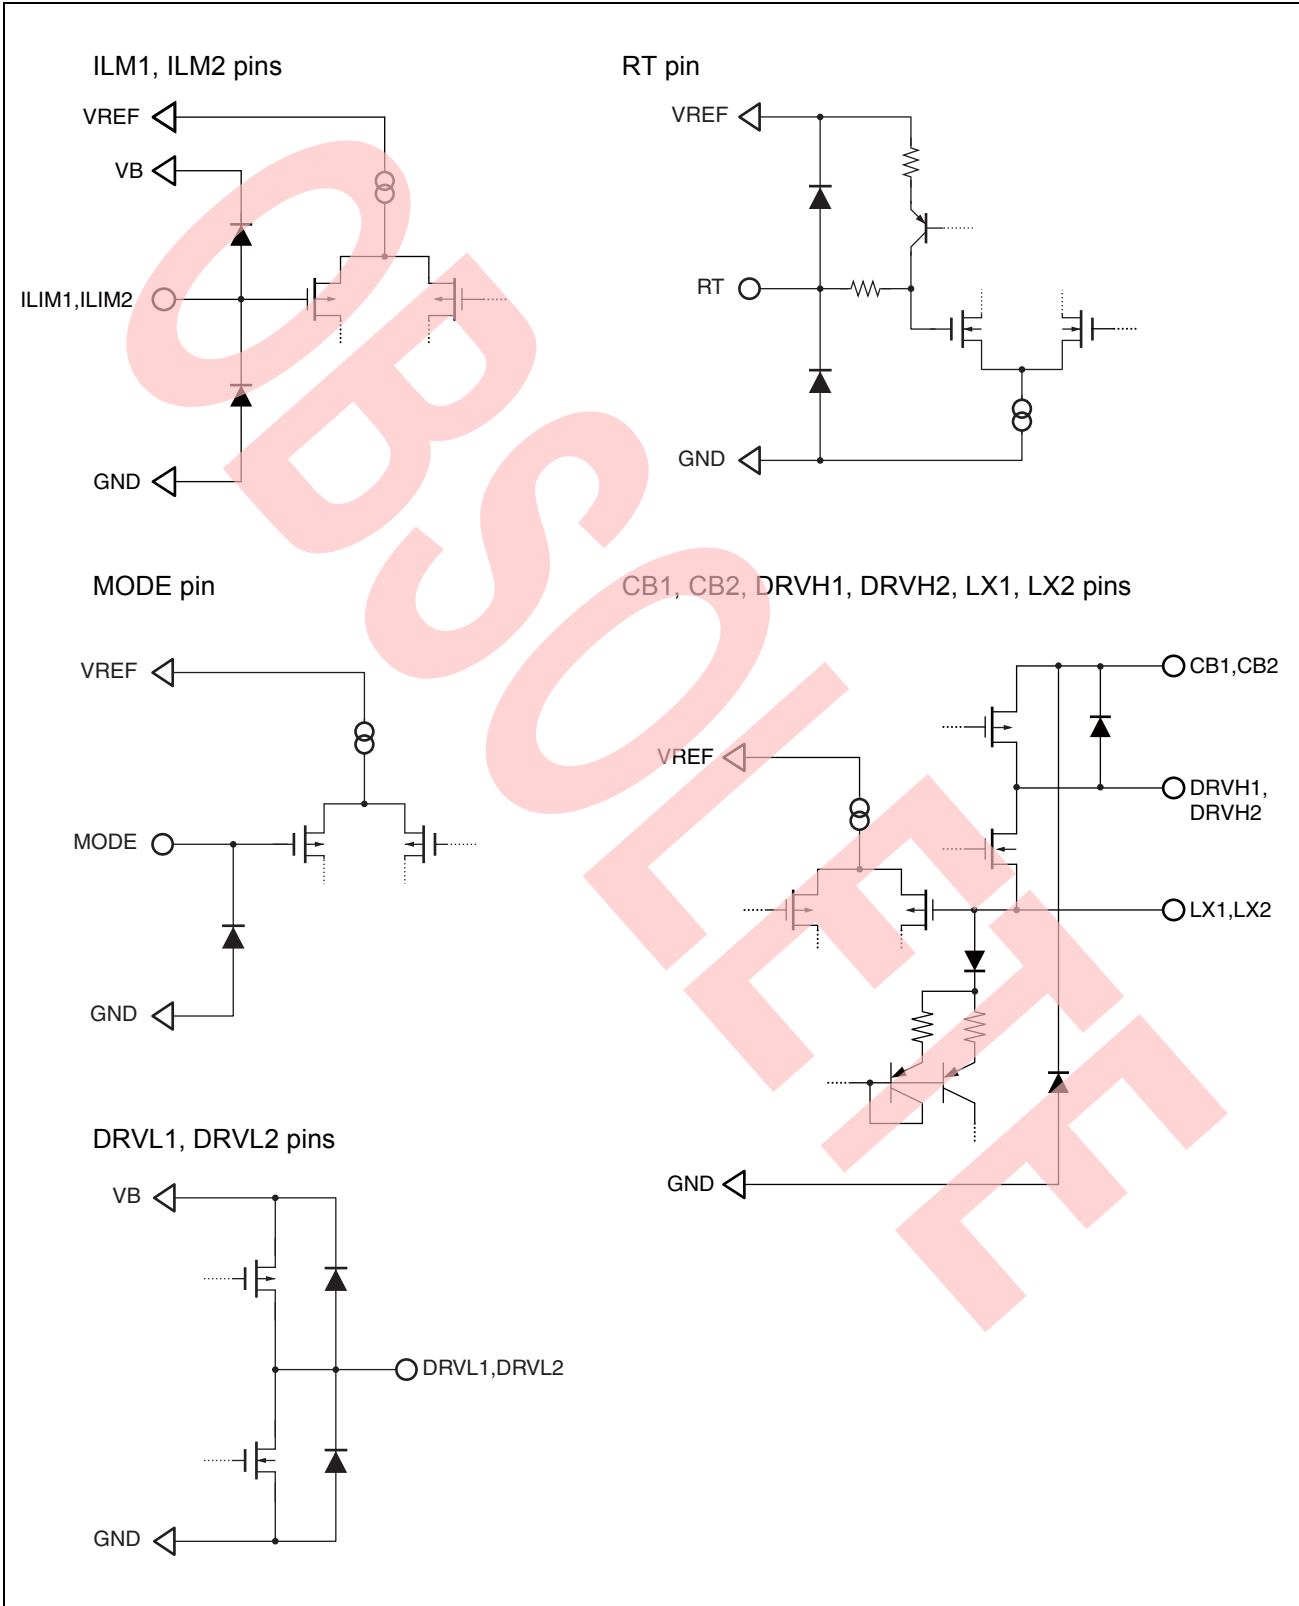 ILM1, ILM2 pins
VREF
VB
ILIM1,ILIM2
GND
RT pin
VREF
RT
GND
MODE pin
VREF
MODE
GND
CB1, CB2, DRVH1, DRVH2, LX1, LX2 pins
CB1,CB2
VREF
DRVH1,
DRVH2
LX1,LX2
GND
DRVL1, DRVL2 pins
VB
DRVL1,DRVL2
GND
OBSOLETE